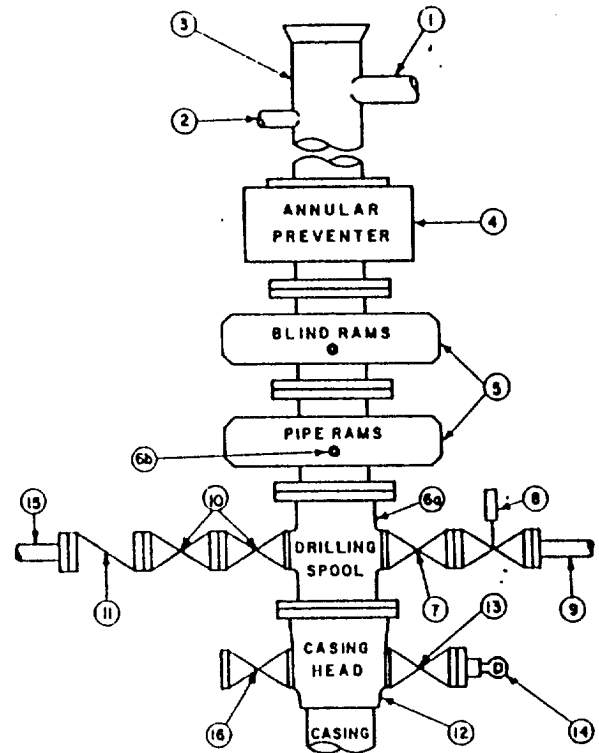 1
3
2
ANNULAR
PREVENTER
4
BLIND RAMS
5
PIPE RAMS
6b
15
10
6a
8
DRILLING
SPOOL
11
7
9
13
CASING
HEAD
16
12
14
CASING